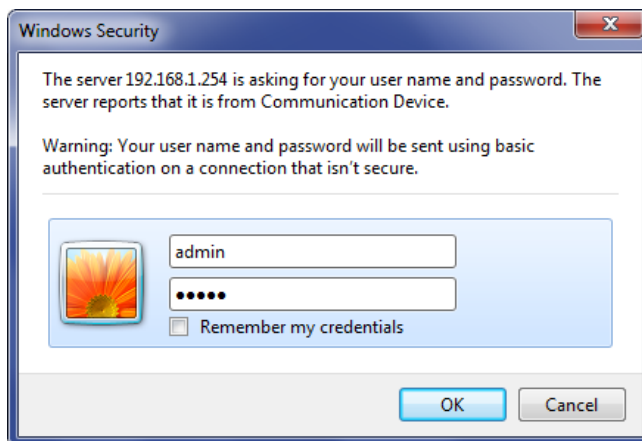 Windows Security
The server 192.168.1.254 is asking for your user name and password. The
server reports that it is from Communication Device.
Warning: Your user name and password will be sent using basic
authentication on a connection that isn't secure.
admin
•••••
Remember my credentials
OK
Cancel